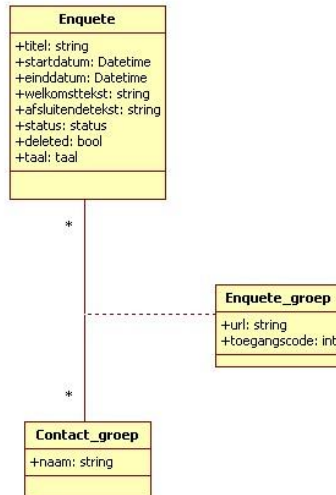 Enquete
+titel: string
+startdatum: Datetime
+einddatum: Datetime
+welkomsttekst: string
+afsluitendetekst: string
+status: status
+deleted: bool
+taal: taal
*
Enquete_groep
+url: string
+toegangscode: int
*
Contact_groep
+naam: string